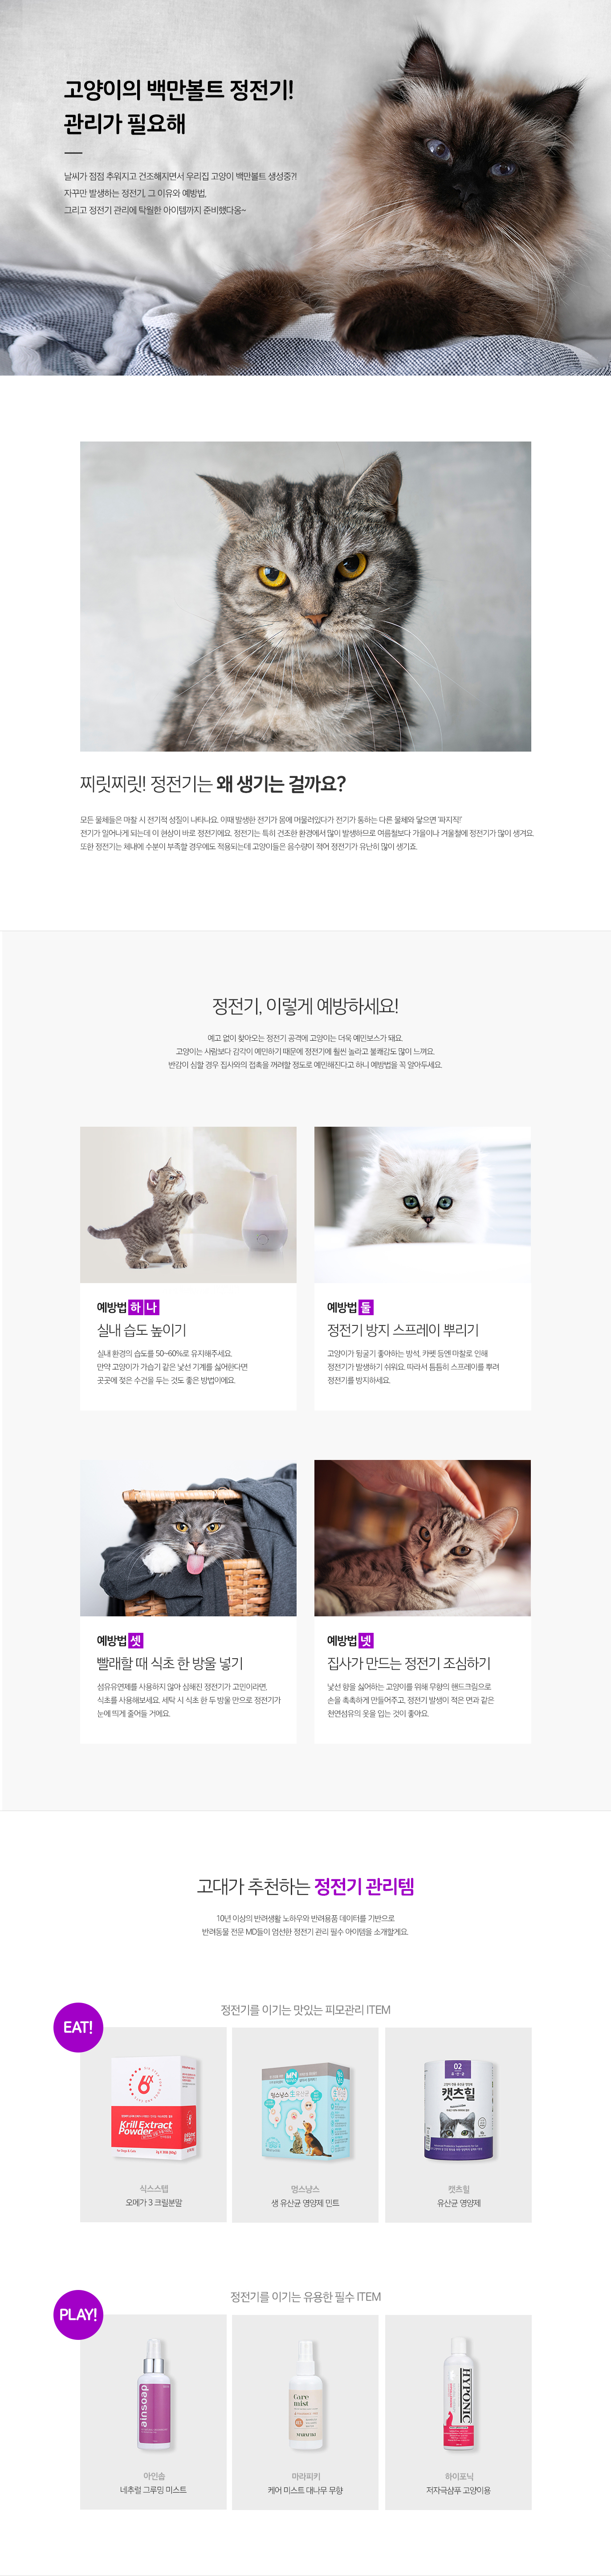 고양이의 백만볼트 정전기!
관리가 필요해
날씨가 점점 추워지고 건조해지면서 우리집 고양이 백만볼트 생성중?!
자꾸만 발생하는 정전기, 그 이유와 예방법,
그리고 정전기 관리에 탁월한 아이템까지 준비했다옹~
찌릿찌릿! 정전기는 왜 생기는 걸까요?
모든 물체들은 마찰 시 전기적 성질이 나타나요. 이때 발생한 전기가 몸에 머물러있다가 전기가 통하는 다른 물체와 닿으면 '파지직!'
전기가 일어나게 되는데 이 현상이 바로 정전기에요. 정전기는 특히 건조한 환경에서 많이 발생하므로 여름철보다 가을이나 겨울철에 정전기가 많이 생겨요.
또한 정전기는 체내에 수분이 부족할 경우에도 적용되는데 고양이들은 음수량이 적어 정전기가 유난히 많이 생기죠.
정전기, 이렇게 예방하세요!
예고 없이 찾아오는 정전기 공격에 고양이는 더욱 예민보스가 돼요.
고양이는 사람보다 감각이 예민하기 때문에 정전기에 훨씬 놀라고 불쾌감도 많이 느껴요.
반감이 심할 경우 집사와의 접촉을 꺼려할 정도로 예민해진다고 하니 예방법을 꼭 알아두세요.
예방법 하나
실내 습도 높이기
실내 환경의 습도를 50~60%로 유지해주세요.
만약 고양이가 가습기 같은 낯선 기계를 싫어한다면
곳곳에 젖은 수건을 두는 것도 좋은 방법이에요.
예방법 둘
정전기 방지 스프레이 뿌리기
고양이가 뒹굴기 좋아하는 방석, 카펫 등엔 마찰로 인해
정전기가 발생하기 쉬워요. 따라서 틈틈히 스프레이를 뿌려
정전기를 방지하세요.
예방법 셋
빨래할 때 식초 한 방울 넣기
섬유유연제를 사용하지 않아 심해진 정전기가 고민이라면,
식초를 사용해보세요. 세탁 시 식초 한 두 방울 만으로 정전기가
눈에 띄게 줄어들 거에요.
예방법 넷
집사가 만드는 정전기 조심하기
낯선 향을 싫어하는 고양이를 위해 무향의 핸드크림으로
손을 촉촉하게 만들어주고, 정전기 발생이 적은 면과 같은
천연섬유의 옷을 입는 것이 좋아요.
고대가 추천하는 정전기 관리템
10년 이상의 반려생활 노하우와 반려용품 데이터를 기반으로
반려동물 전문 MD들이 엄선한 정전기 관리 필수 아이템을 소개할게요.
EAT!
정전기를 이기는 맛있는 피모관리 ITEM
6X
Krill Extract
Powder
MN
멍스냥스 生유산균
02
캣츠힐
식스스텝
오메가 3 크릴분말
멍스냥스
생 유산균 영양제 민트
캣츠힐
유산균 영양제
PLAY!
정전기를 이기는 유용한 필수 ITEM
ainsoap
Care
mist
HYPONIC
아인솝
네추럴 그루밍 미스트
마라피키
케어 미스트 대나무 무향
하이포닉
저자극샴푸 고양이용